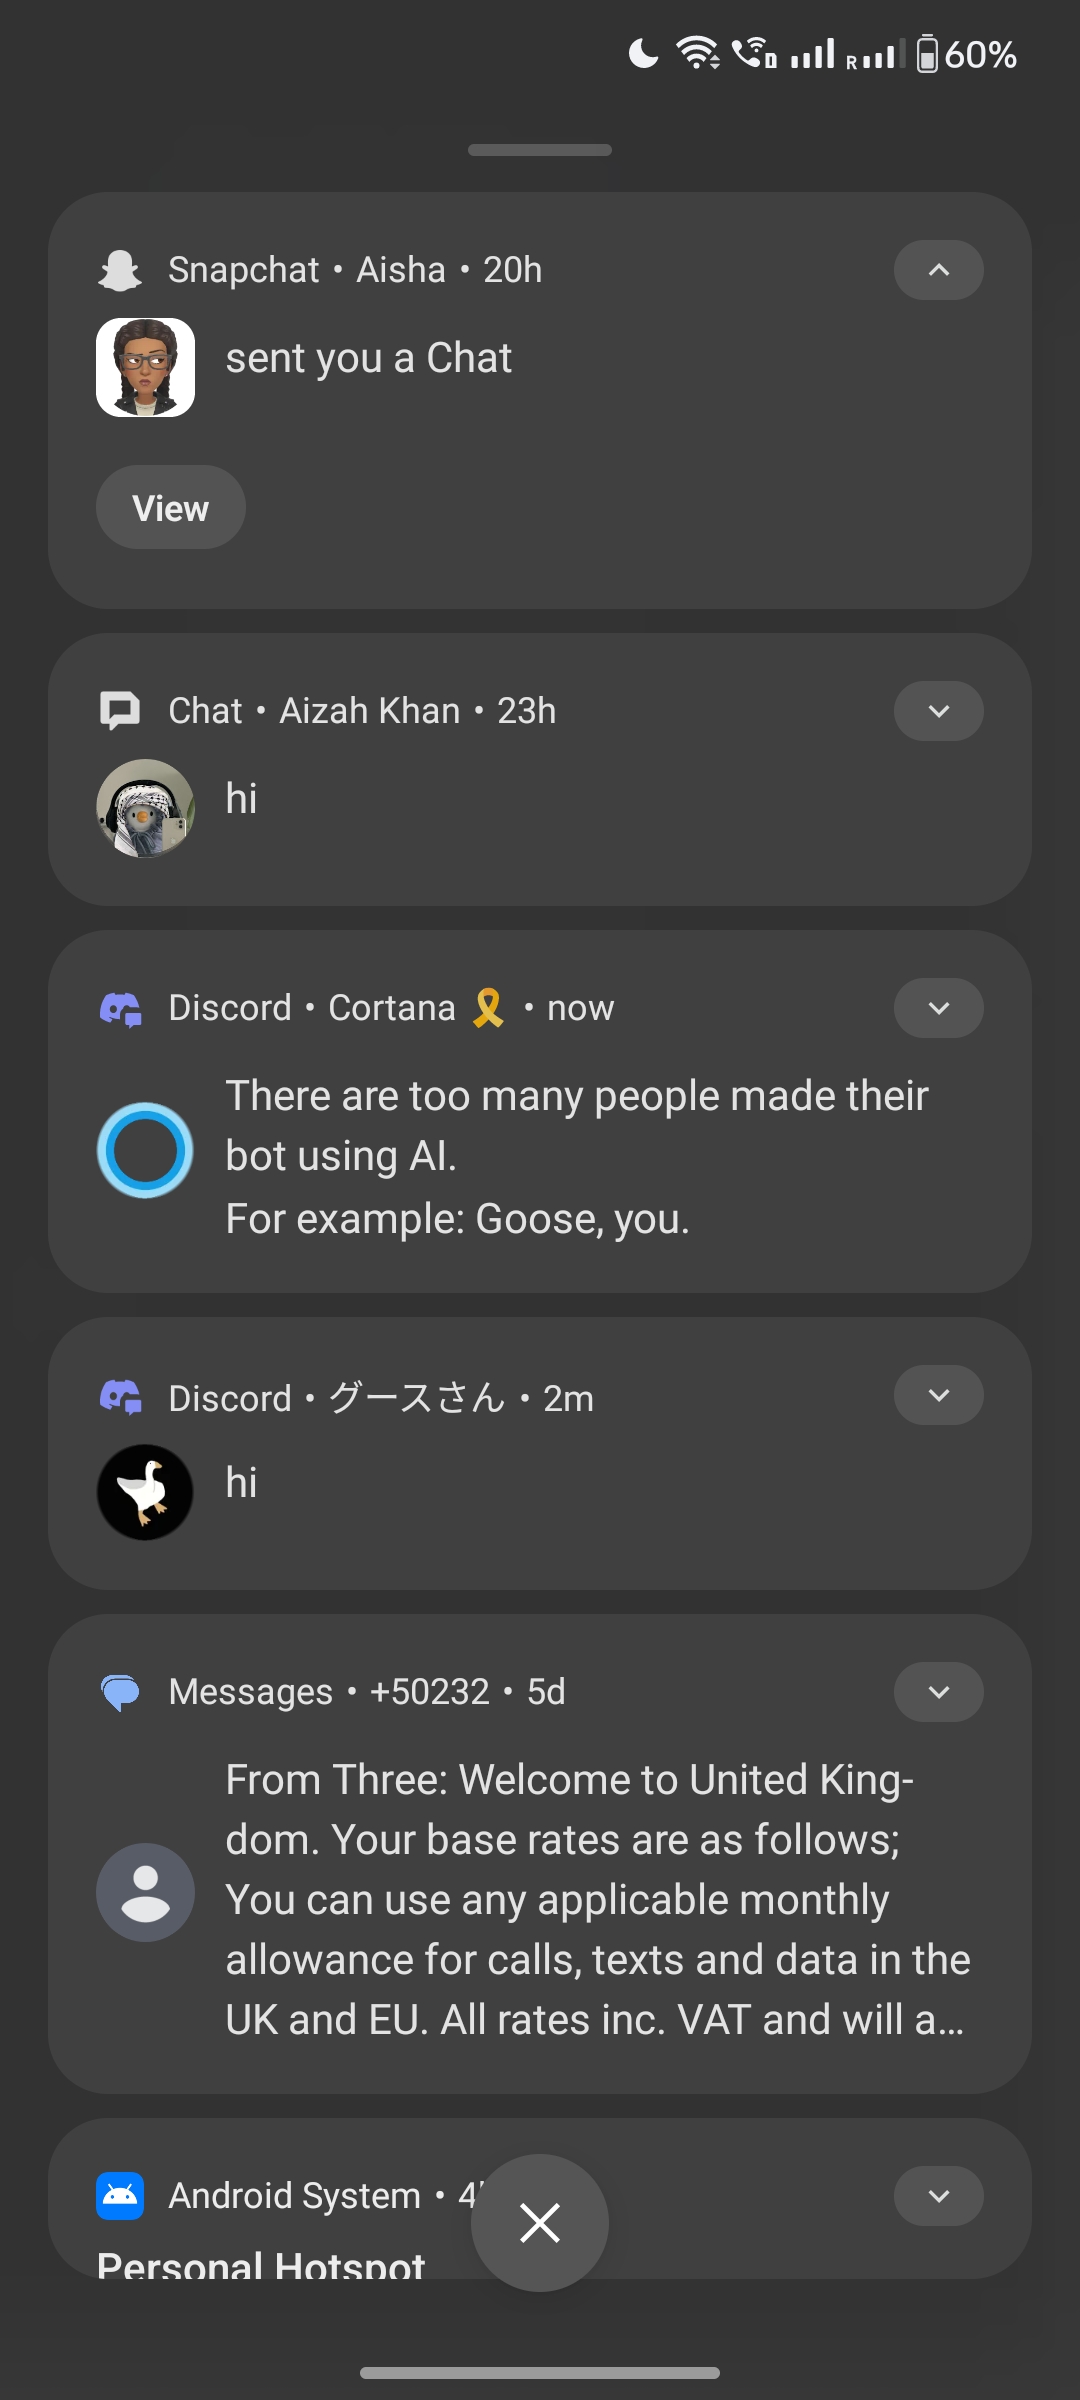 60%
Snapchat • Aisha • 20h
sent you a Chat
View
Chat • Aizah Khan • 23h
hi
Discord • Cortana 🎗️ • now
There are too many people made their
bot using AI.
For example: Goose, you.
Discord • グースさん • 2m
hi
Messages • +50232 • 5d
From Three: Welcome to United King-
dom. Your base rates are as follows;
You can use any applicable monthly
allowance for calls, texts and data in the
UK and EU. All rates inc. VAT and will a...
Android System • 4
Personal Hotspot